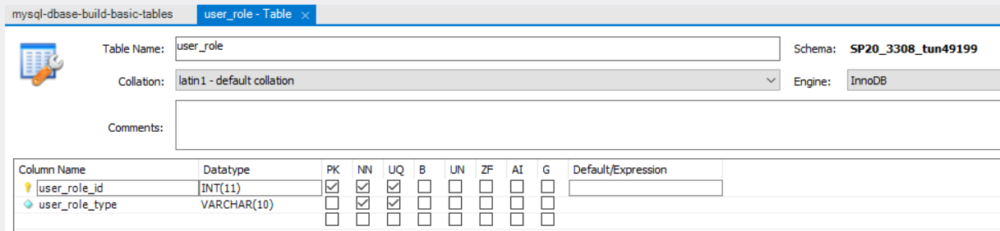 mysql-dbase-build-basic-tables user_role - Table ×
Table Name: user_role Schema: SP20_3308_tun49199
Collation: latin1 - default collation Engine: InnoDB
Comments:
Column Name Datatype PK NN UQ B UN ZF AI G Default/Expression
user_role_id INT(11)
user_role_type VARCHAR(10)